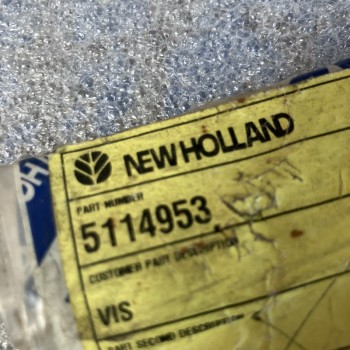 NEW HOLLAND
PART NUMBER
5114953
CUSTOMER PART DESCRIPTION
VIS
PART SECOND DESCRIPTION